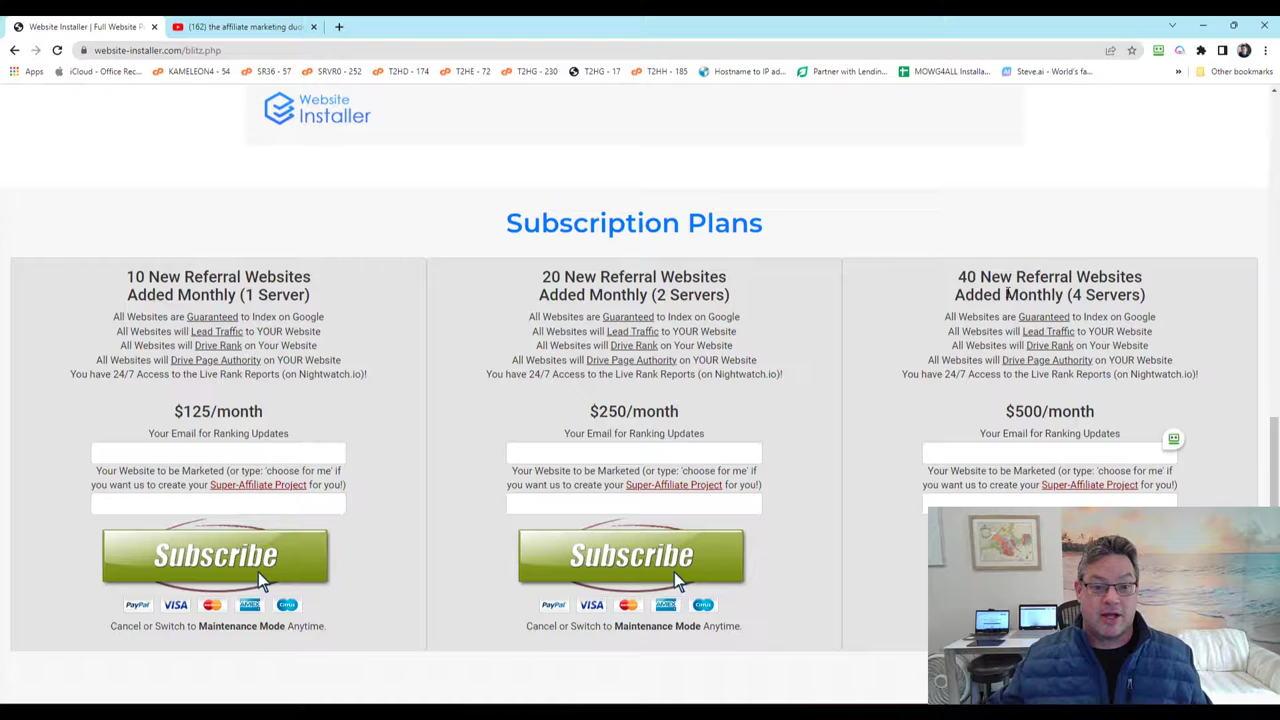 Website Installer | Full Website P
(162) the affiliate marketing dud
website-installer.com/blitz.php
Apps
iCloud - Office Rec...
KAMELEON4 - 54
SR36 - 57
SRVR0 - 252
T2HD - 174
T2HE - 72
T2HG - 230
T2HG - 17
T2HH - 185
Hostname to IP ad...
Partner with Lendin...
MOWG4ALL Installa...
Steve.ai - World's fa...
»
Other bookmarks
Website
Installer
Subscription Plans
10 New Referral Websites
Added Monthly (1 Server)
All Websites are Guaranteed to Index on Google
All Websites will Lead Traffic to YOUR Website
All Websites will Drive Rank on Your Website
All Websites will Drive Page Authority on YOUR Website
You have 24/7 Access to the Live Rank Reports (on Nightwatch.io)!
$125/month
Your Email for Ranking Updates
Your Website to be Marketed (or type: 'choose for me' if
you want us to create your Super-Affiliate Project for you!)
Subscribe
PayPal VISA MasterCard AMEX Cirrus
Cancel or Switch to Maintenance Mode Anytime.
20 New Referral Websites
Added Monthly (2 Servers)
All Websites are Guaranteed to Index on Google
All Websites will Lead Traffic to YOUR Website
All Websites will Drive Rank on Your Website
All Websites will Drive Page Authority on YOUR Website
You have 24/7 Access to the Live Rank Reports (on Nightwatch.io)!
$250/month
Your Email for Ranking Updates
Your Website to be Marketed (or type: 'choose for me' if
you want us to create your Super-Affiliate Project for you!)
Subscribe
PayPal VISA MasterCard AMEX Cirrus
Cancel or Switch to Maintenance Mode Anytime.
40 New Referral Websites
Added Monthly (4 Servers)
All Websites are Guaranteed to Index on Google
All Websites will Lead Traffic to YOUR Website
All Websites will Drive Rank on Your Website
All Websites will Drive Page Authority on YOUR Website
You have 24/7 Access to the Live Rank Reports (on Nightwatch.io)!
$500/month
Your Email for Ranking Updates
Your Website to be Marketed (or type: 'choose for me' if
you want us to create your Super-Affiliate Project for you!)